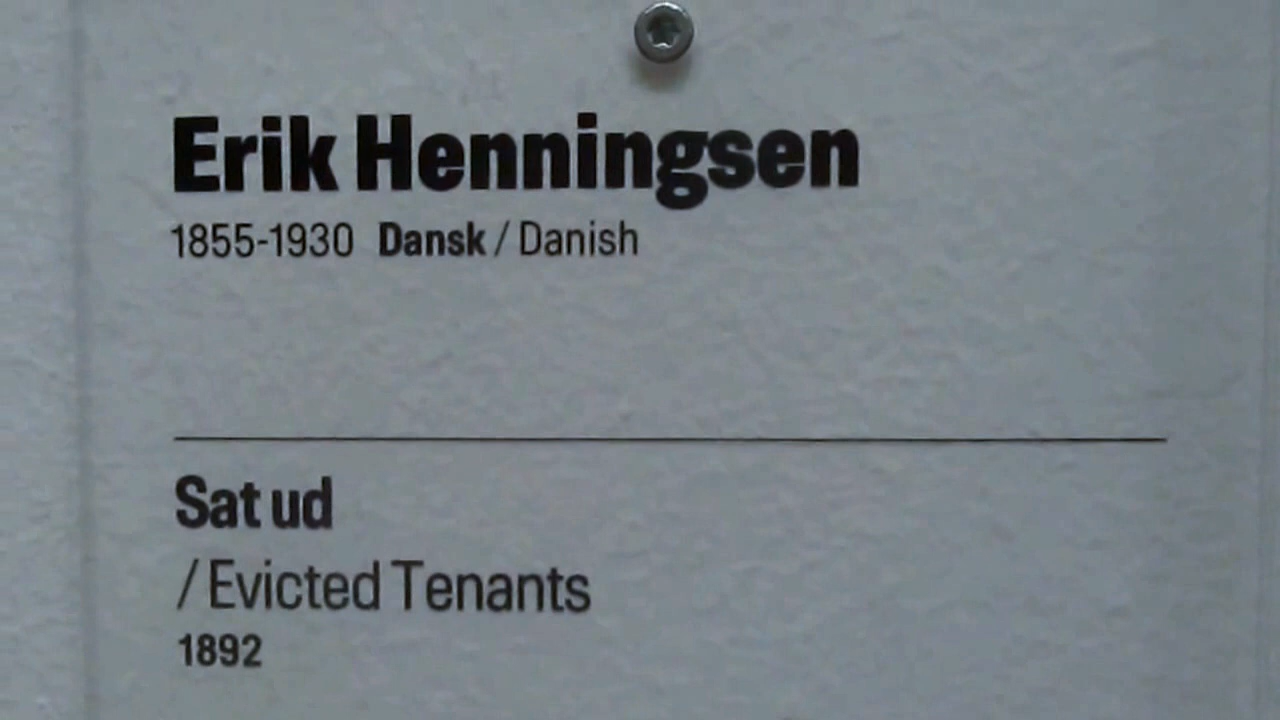 Erik Henningsen
1855-1930 Dansk / Danish
Sat ud
/ Evicted Tenants
1892